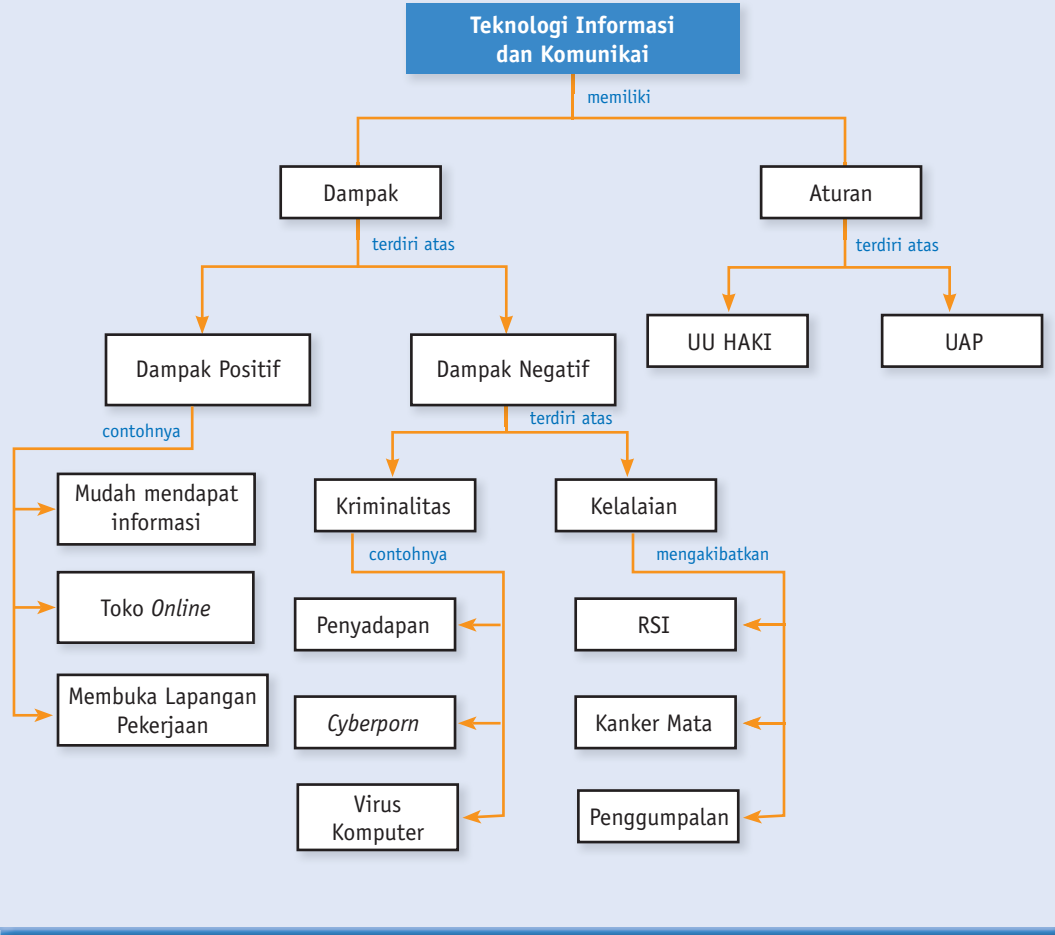 Teknologi Informasi
dan Komunikai
memiliki
Dampak
Aturan
terdiri atas
terdiri atas
UU HAKI
UAP
Dampak Positif
Dampak Negatif
contohnya
terdiri atas
Mudah mendapat
informasi
Toko Online
Membuka Lapangan
Pekerjaan
Kriminalitas
Kelalaian
contohnya
mengakibatkan
Penyadapan
Cyberporn
Virus
Komputer
RSI
Kanker Mata
Penggumpalan